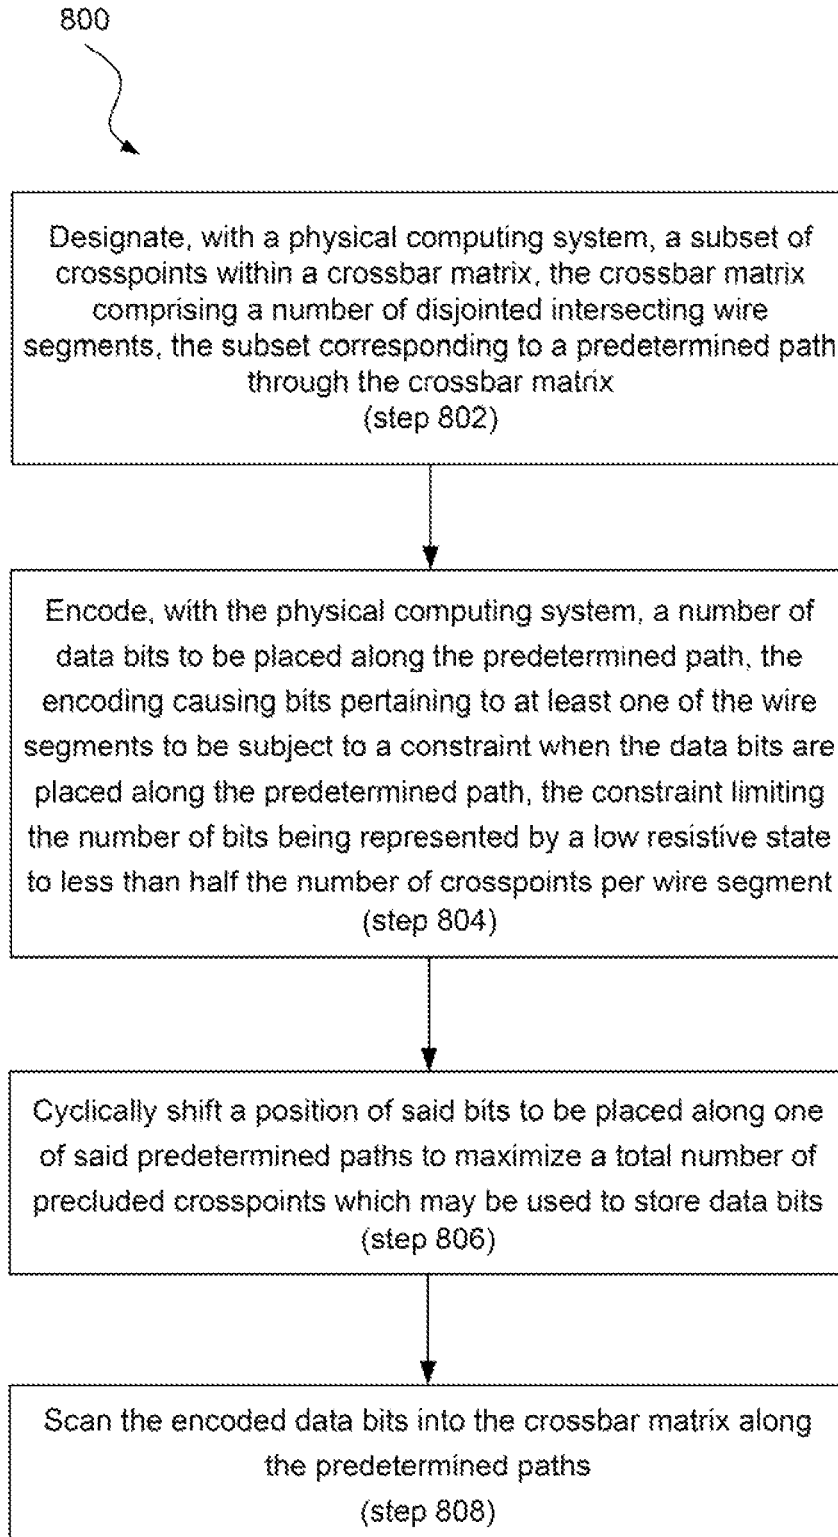 800
Designate, with a physical computing system, a subset of
crosspoints within a crossbar matrix, the crossbar matrix
comprising a number of disjointed intersecting wire
segments, the subset corresponding to a predetermined path
through the crossbar matrix
(step 802)
Encode, with the physical computing system, a number of
data bits to be placed along the predetermined path, the
encoding causing bits pertaining to at least one of the wire
segments to be subject to a constraint when the data bits are
placed along the predetermined path, the constraint limiting
the number of bits being represented by a low resistive state
to less than half the number of crosspoints per wire segment
(step 804)
Cyclically shift a position of said bits to be placed along one
of said predetermined paths to maximize a total number of
precluded crosspoints which may be used to store data bits
(step 806)
Scan the encoded data bits into the crossbar matrix along
the predetermined paths
(step 808)